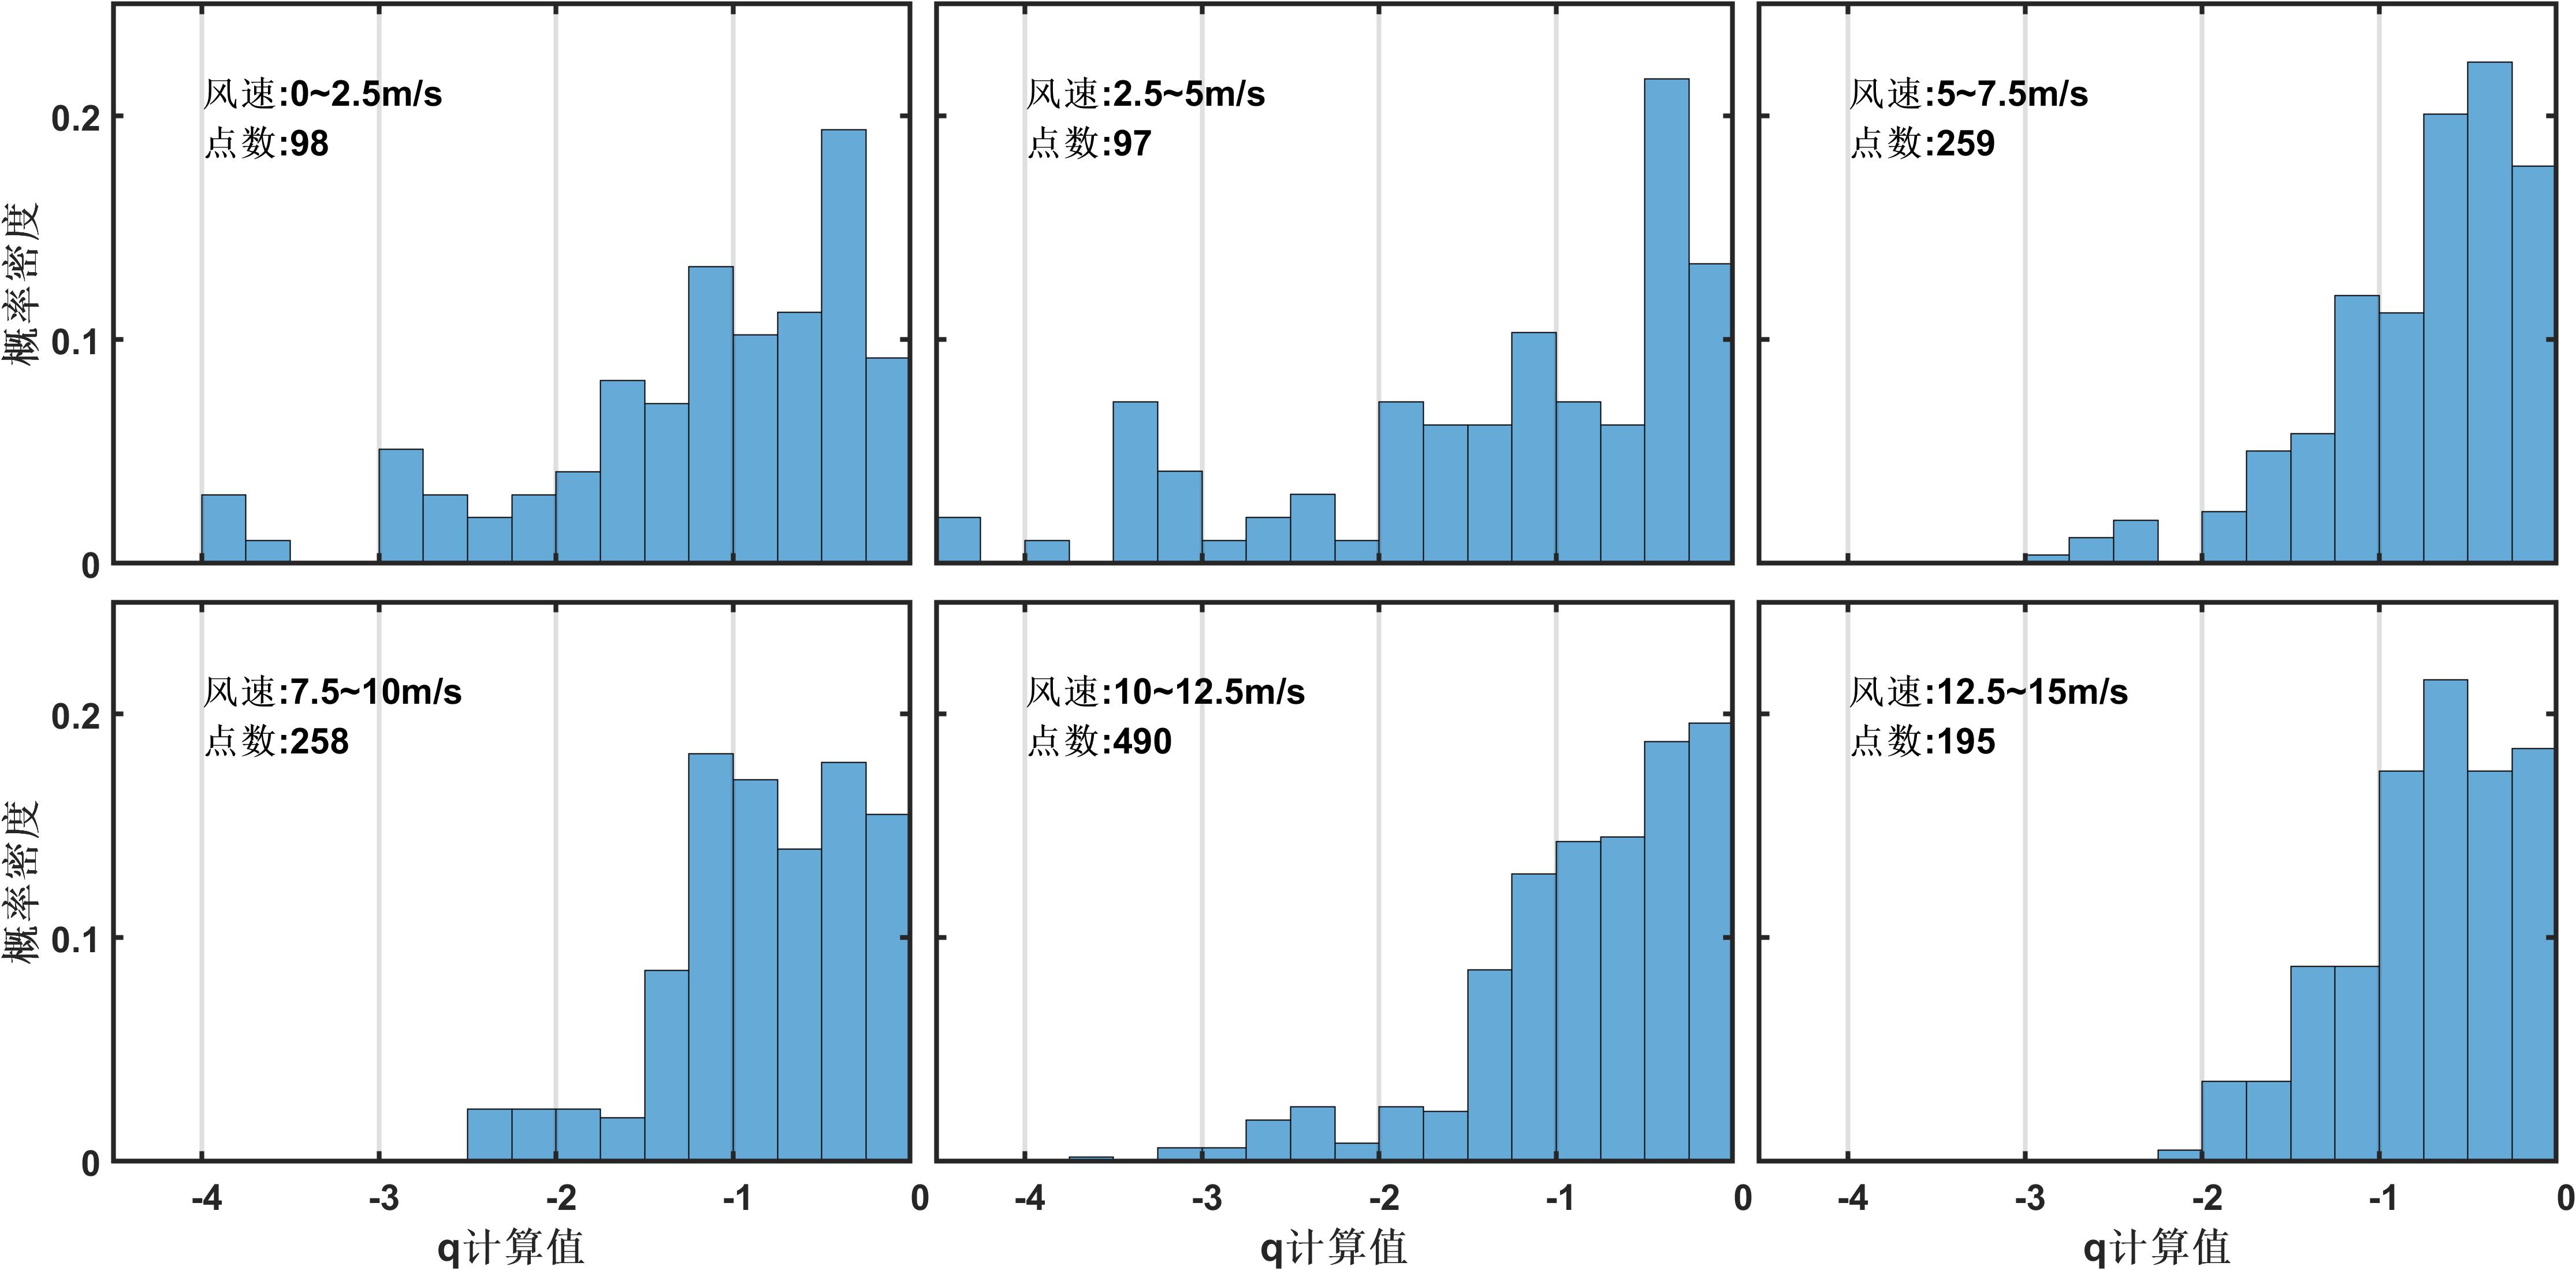 风速:0~2.5m/s
点数:98
风速:2.5~5m/s
点数:97
风速:5~7.5m/s
点数:259
0.2
0.1
0
概率密度
风速:7.5~10m/s
点数:258
风速:10~12.5m/s
点数:490
风速:12.5~15m/s
点数:195
0.2
0.1
0
概率密度
-4 -3 -2 -1 0
-4 -3 -2 -1 0
-4 -3 -2 -1 0
q计算值
q计算值
q计算值